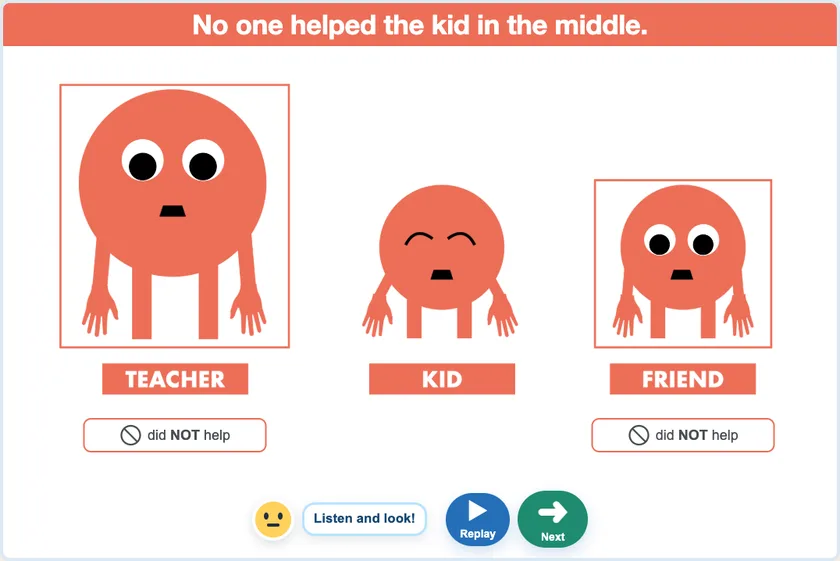 No one helped the kid in the middle.
TEACHER
KID
FRIEND
did NOT help
did NOT help
Listen and look!
Replay
Next